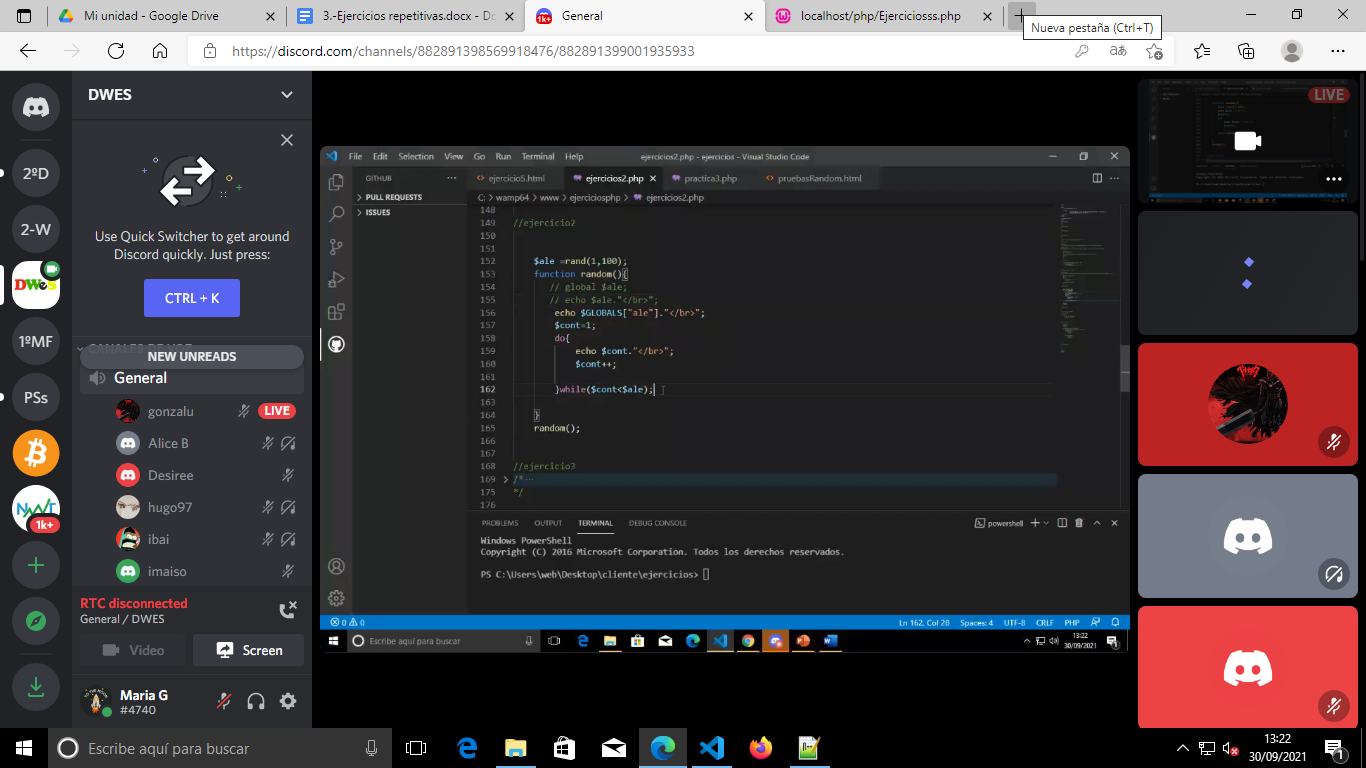 Mi unidad - Google Drive
3.-Ejercicios repetitivas.docx - Do
1k+
General
localhost/php/Ejerciciosss.php
Nueva pestaña (Ctrl+T)
https://discord.com/channels/882891398569918476/882891399001935933
DWES
2ºD
2-W
DWeS
1ºMF
PSs
1k+
Use Quick Switcher to get around
Discord quickly. Just press:
CTRL + K
NEW UNREADS
General
gonzalu
LIVE
Alice B
Desiree
hugo97
ibai
imaiso
RTC disconnected
General / DWES
Video
Screen
Maria G
#4740
File Edit Selection View Go Run Terminal Help
ejercicios2.php - ejercicios - Visual Studio Code
GITHUB
PULL REQUESTS
ISSUES
ejercicio5.html
ejercicios2.php
practica3.php
pruebasRandom.html
C: > wamp64 > www > ejerciciosphp > ejercicios2.php
148
149 //ejercicio2
150
151
152 $ale =rand(1,100);
153 function random(){
154 // global $ale;
155 // echo $ale."</br>";
156 echo $GLOBALS["ale"]."</br>";
157 $cont=1;
158 do{
159 echo $cont."</br>";
160 $cont++;
161
162 }while($cont<$ale);
163
164 }
165 random();
166
167
168 //ejercicio3
169 /*...
175 */
176
PROBLEMS OUTPUT TERMINAL DEBUG CONSOLE
powershell
Windows PowerShell
Copyright (C) 2016 Microsoft Corporation. Todos los derechos reservados.
PS C:\Users\web\Desktop\cliente\ejercicios>
0 0
Ln 162, Col 28 Spaces: 4 UTF-8 CRLF PHP
Escribe aquí para buscar
13:22
30/09/2021
LIVE
Escribe aquí para buscar
13:22
30/09/2021
1